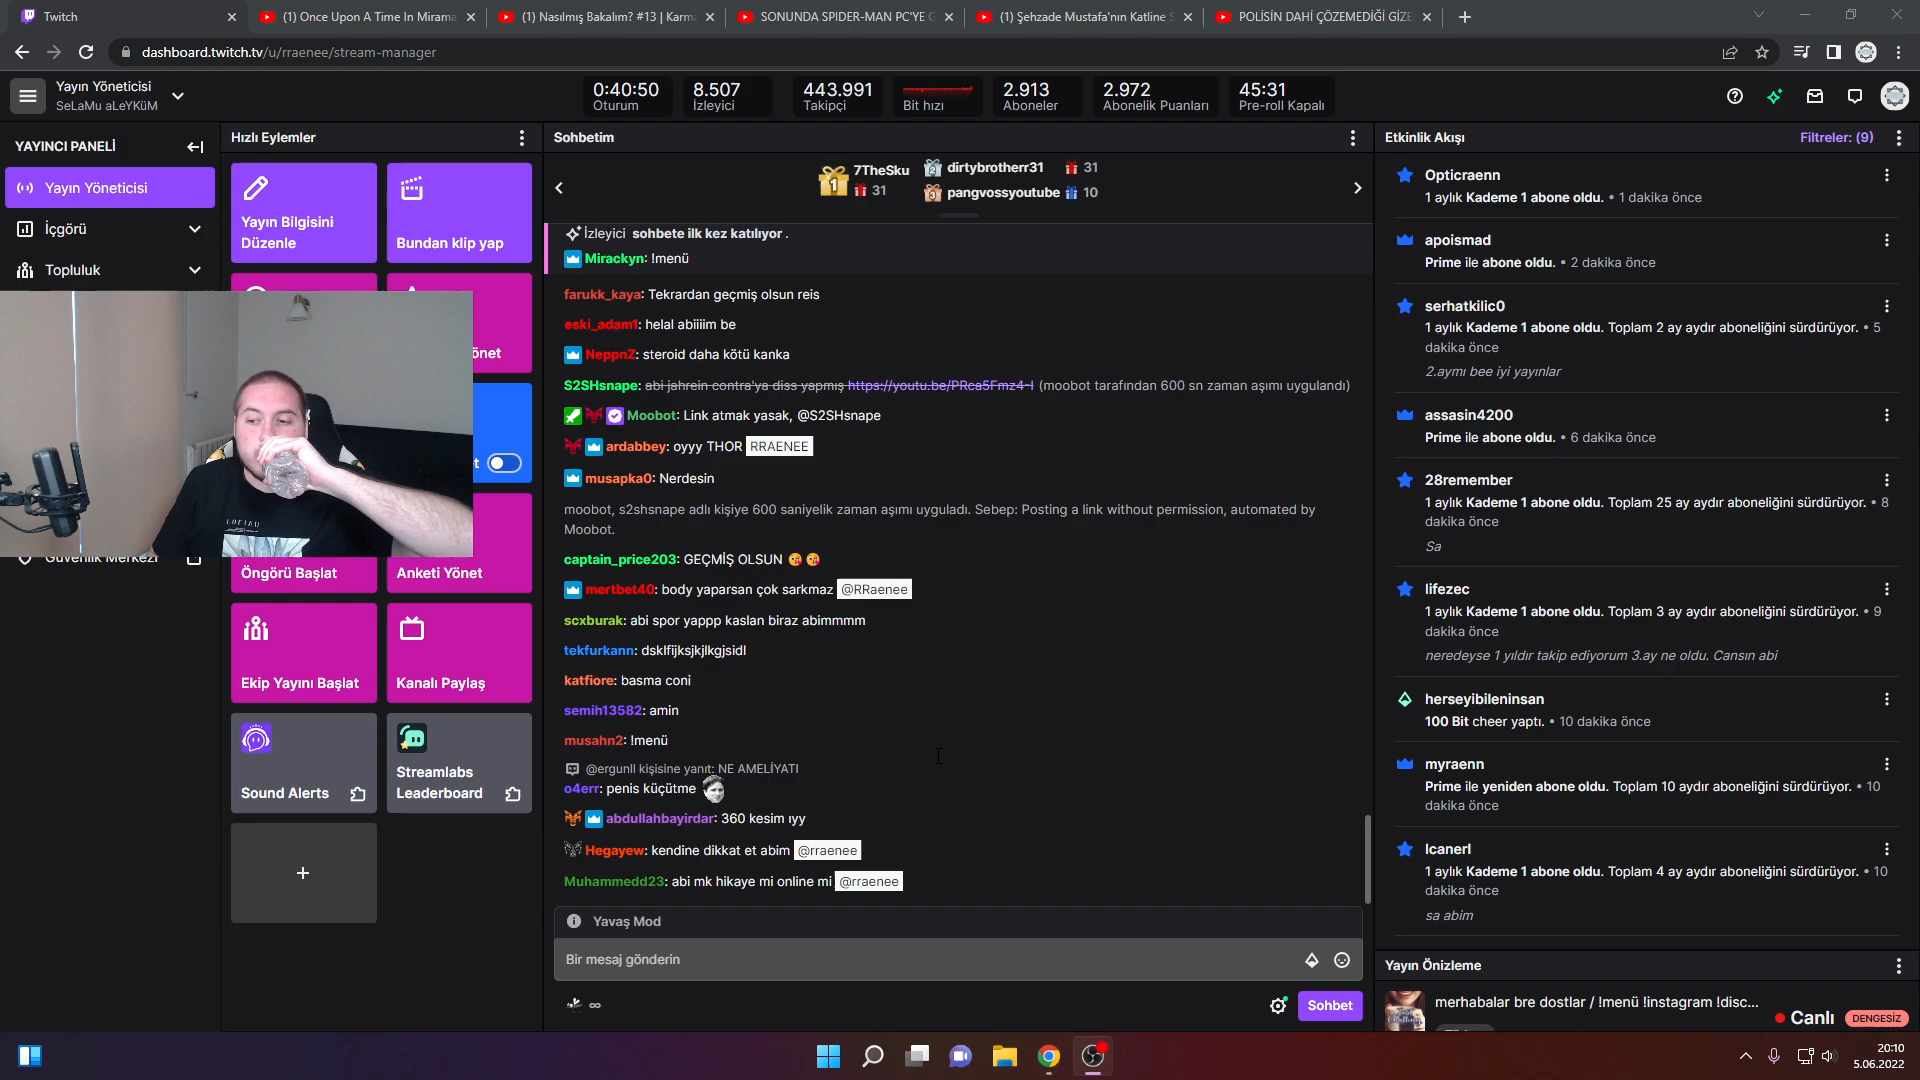 Twitch
(1) Once Upon A Time In Mirama
(1) Nasılmış Bakalım? #13 | Karma
SONUNDA SPIDER-MAN PC'YE G
(1) Şehzade Mustafa'nın Katline S
POLİSİN DAHİ ÇÖZEMEDİĞİ GİZE
dashboard.twitch.tv/u/rraenee/stream-manager
Yayın Yöneticisi
SeLaMu aLeYKüM
0:40:50
Oturum
8.507
İzleyici
443.991
Takipçi
Bit hızı
2.913
Aboneler
2.972
Abonelik Puanları
45:31
Pre-roll Kapalı
YAYINCI PANELİ
Yayın Yöneticisi
İçgörü
Topluluk
Güvenlik Merkezi
Hızlı Eylemler
Yayın Bilgisini
Düzenle
Bundan klip yap
önet
t
Öngörü Başlat
Anketi Yönet
Ekip Yayını Başlat
Kanalı Paylaş
Sound Alerts
Streamlabs
Leaderboard
+
Sohbetim
1 7TheSku
31
2 dirtybrotherr31 31
3 pangvossyoutube 10
İzleyici sohbete ilk kez katılıyor .
Mirackyn: !menü
farukk_kaya: Tekrardan geçmiş olsun reis
eski_adam1: helal abiiiim be
NeppnZ: steroid daha kötü kanka
S2SHsnape: abi jahrein contra'ya diss yapmış https://youtu.be/PRca5Fmz4-I (moobot tarafından 600 sn zaman aşımı uygulandı)
Moobot: Link atmak yasak, @S2SHsnape
ardabbey: oyyy THOR RRAENEE
musapka0: Nerdesin
moobot, s2shsnape adlı kişiye 600 saniyelik zaman aşımı uyguladı. Sebep: Posting a link without permission, automated by
Moobot.
captain_price203: GEÇMİŞ OLSUN
mertbet40: body yaparsan çok sarkmaz @RRaenee
scxburak: abi spor yappp kaslan biraz abimmmm
tekfurkann: dsklfijksjkjlkgjsidl
katfiore: basma coni
semih13582: amin
musahn2: !menü
@ergunll kişisine yanıt: NE AMELİYATI
o4err: penis küçütme
abdullahbayirdar: 360 kesim ıyy
Hegayew: kendine dikkat et abim @rraenee
Muhammedd23: abi mk hikaye mi online mi @rraenee
Yavaş Mod
Bir mesaj gönderin
∞
Sohbet
Etkinlik Akışı
Filtreler: (9)
Opticraenn
1 aylık Kademe 1 abone oldu. • 1 dakika önce
apoismad
Prime ile abone oldu. • 2 dakika önce
serhatkilic0
1 aylık Kademe 1 abone oldu. Toplam 2 ay aydır aboneliğini sürdürüyor. • 5
dakika önce
2.aymı bee iyi yayınlar
assasin4200
Prime ile abone oldu. • 6 dakika önce
28remember
1 aylık Kademe 1 abone oldu. Toplam 25 ay aydır aboneliğini sürdürüyor. • 8
dakika önce
Sa
lifezec
1 aylık Kademe 1 abone oldu. Toplam 3 ay aydır aboneliğini sürdürüyor. • 9
dakika önce
neredeyse 1 yıldır takip ediyorum 3.ay ne oldu. Cansın abi
herseyibileninsan
100 Bit cheer yaptı. • 10 dakika önce
myraenn
Prime ile yeniden abone oldu. Toplam 10 aydır aboneliğini sürdürüyor. • 10
dakika önce
lcanerl
1 aylık Kademe 1 abone oldu. Toplam 4 ay aydır aboneliğini sürdürüyor. • 10
dakika önce
sa abim
Yayın Önizleme
merhabalar bre dostlar / !menü !instagram !disc...
Canlı
DENGESİZ
20:10
5.06.2022